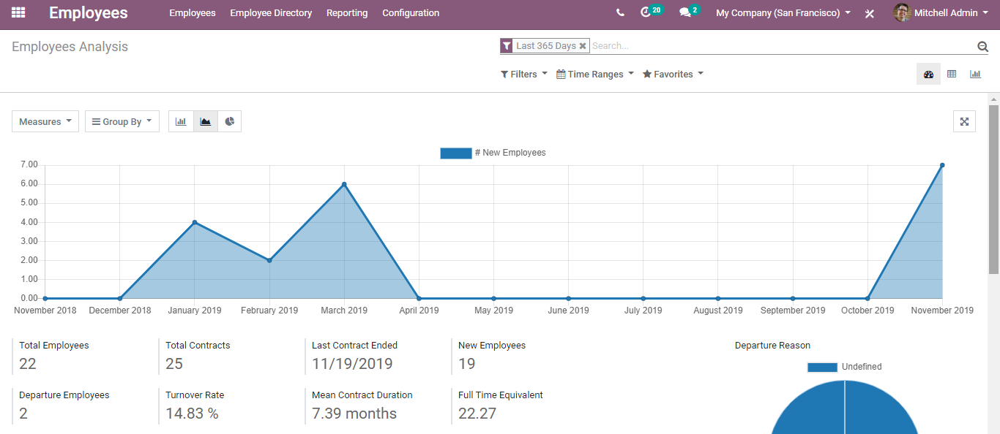 Employees Employees Employee Directory Reporting Configuration 20 2 My Company (San Francisco) Mitchell Admin
Employees Analysis
Last 365 Days Search...
Filters Time Ranges Favorites
Measures Group By
# New Employees
7.00
6.00
5.00
4.00
3.00
2.00
1.00
0.00
November 2018 December 2018 January 2019 February 2019 March 2019 April 2019 May 2019 June 2019 July 2019 August 2019 September 2019 October 2019 November 2019
Total Employees Total Contracts Last Contract Ended New Employees Departure Reason
22 25 11/19/2019 19
Undefined
Departure Employees Turnover Rate Mean Contract Duration Full Time Equivalent
2 14.83 % 7.39 months 22.27